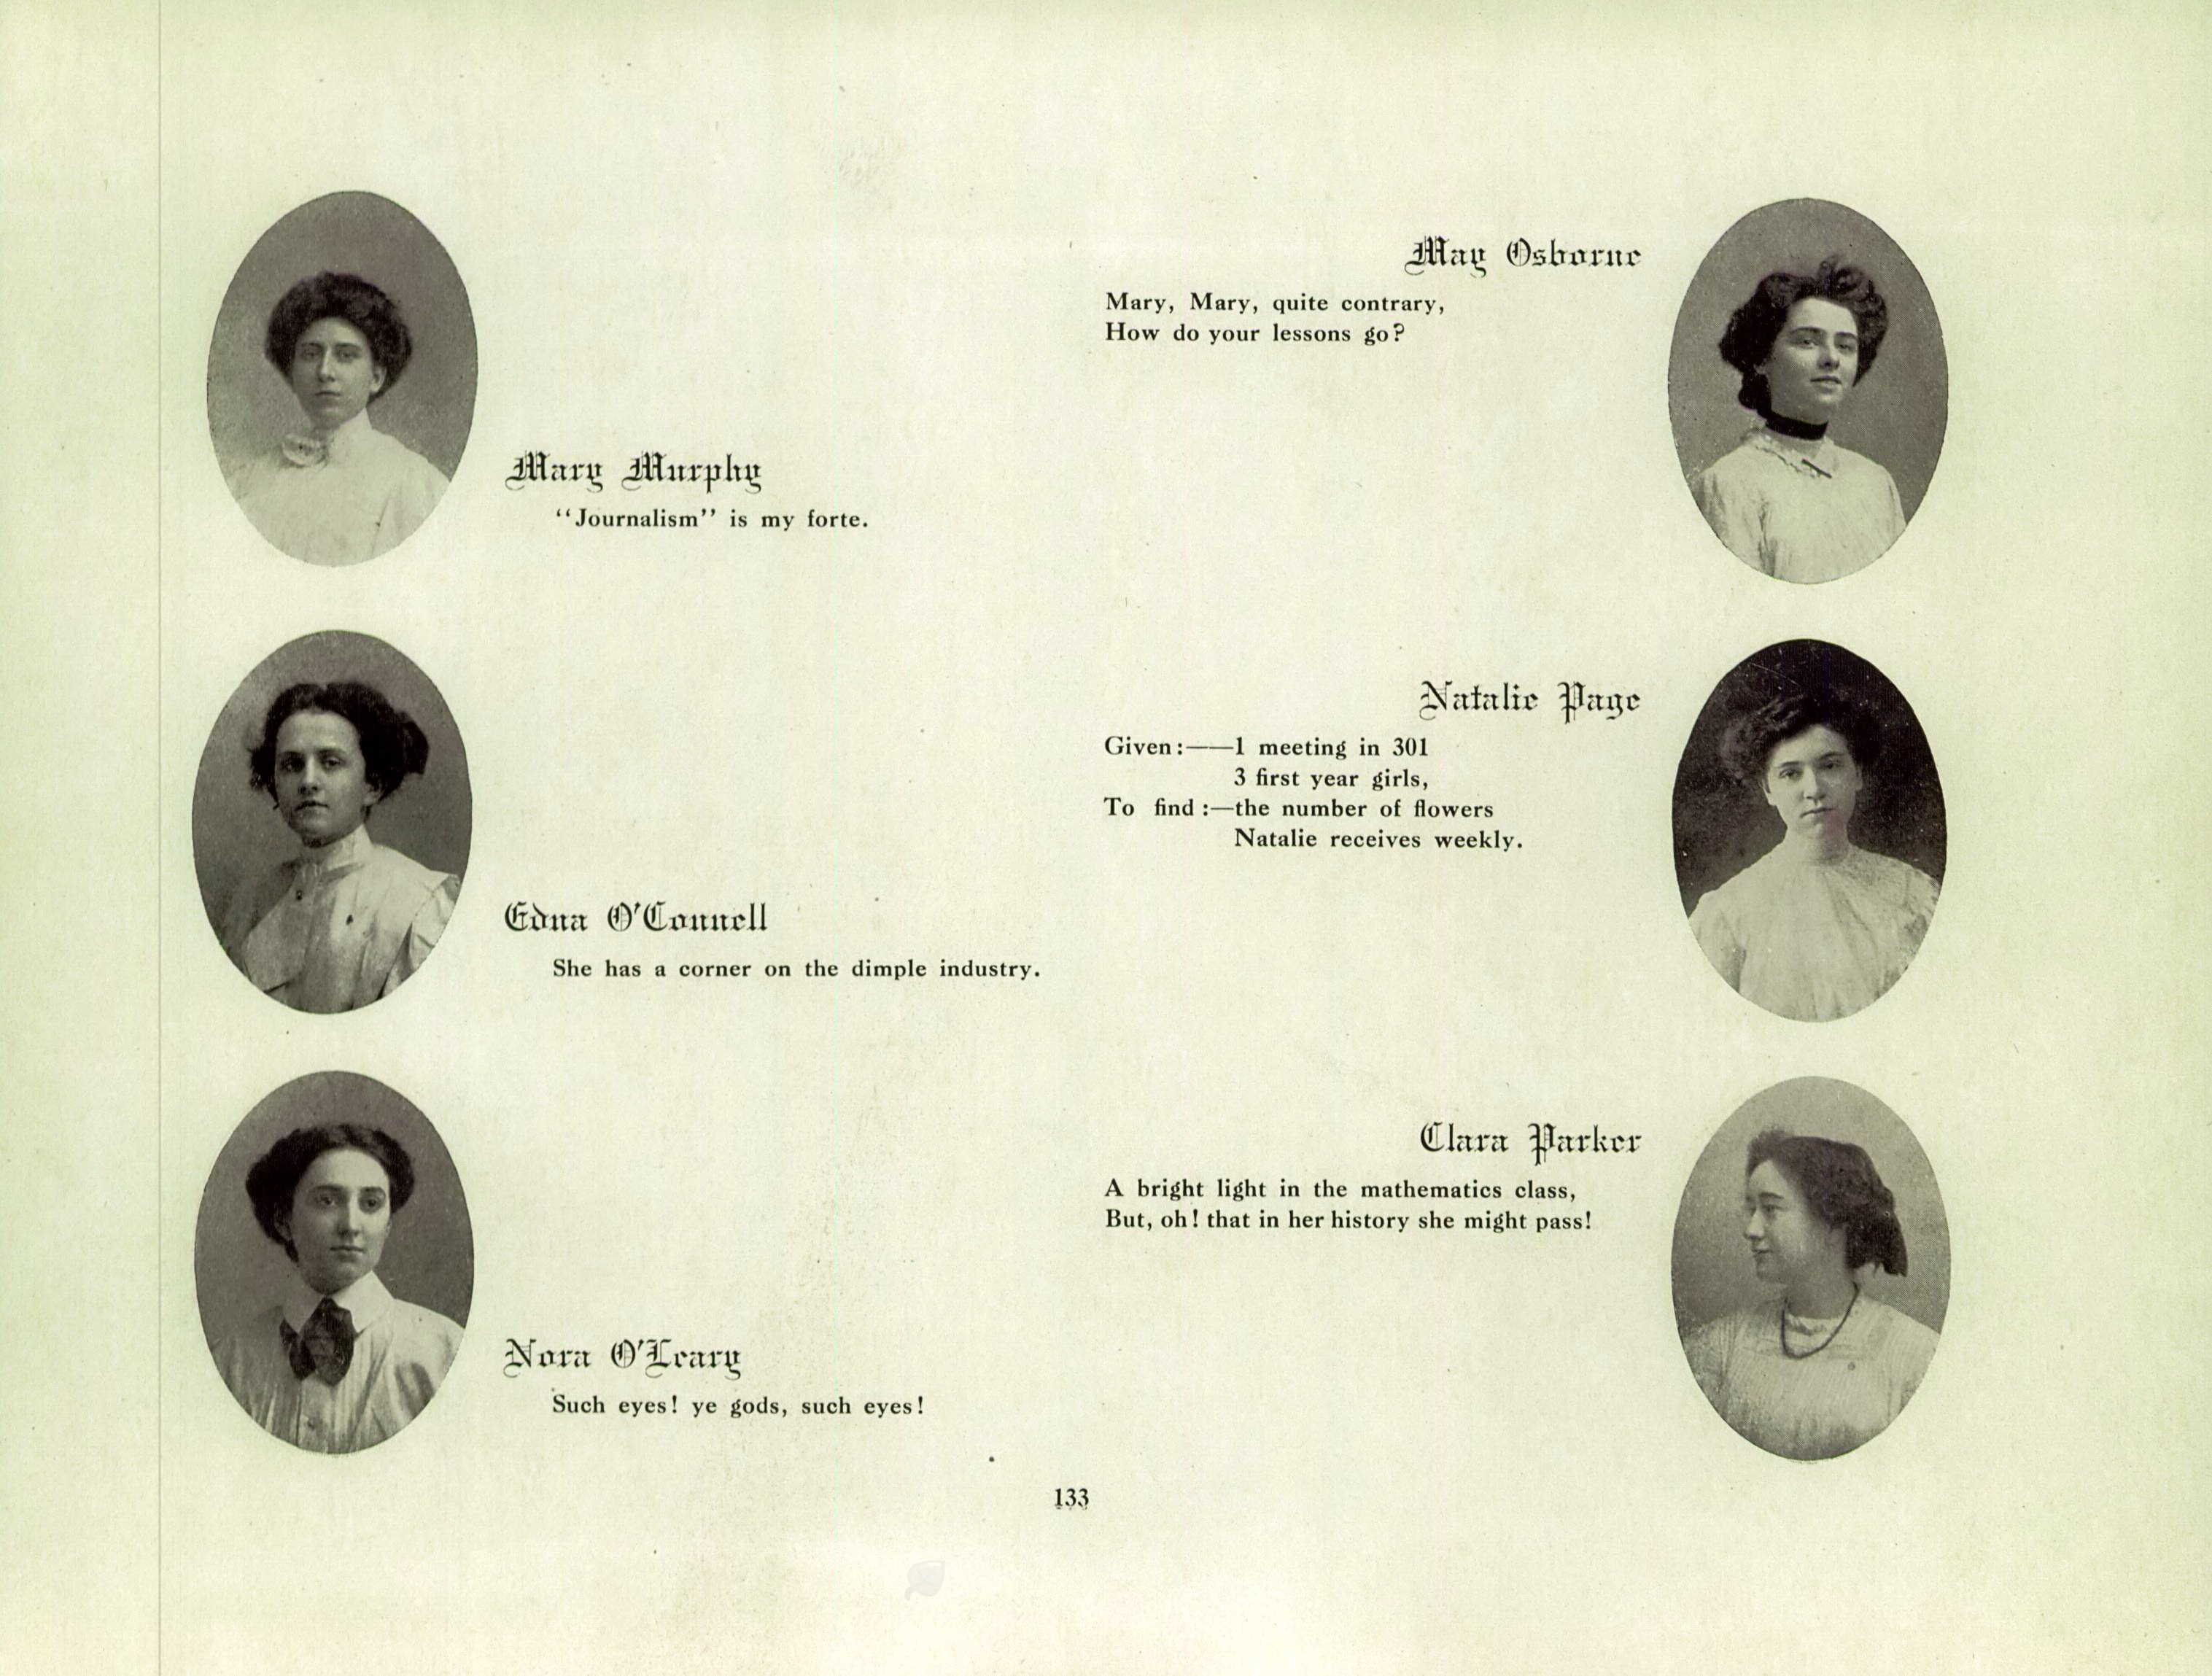 Mary Murphy
“Journalism” is my forte.
Edna O’Connell
She has a corner on the dimple industry.
Nora O’Leary
Such eyes! ye gods, such eyes!
May Osborne
Mary, Mary, quite contrary,
How do your lessons go?
Natalie Page
Given:——1 meeting in 301
3 first year girls,
To find:—the number of flowers
Natalie receives weekly.
Clara Parker
A bright light in the mathematics class,
But, oh! that in her history she might pass!
133